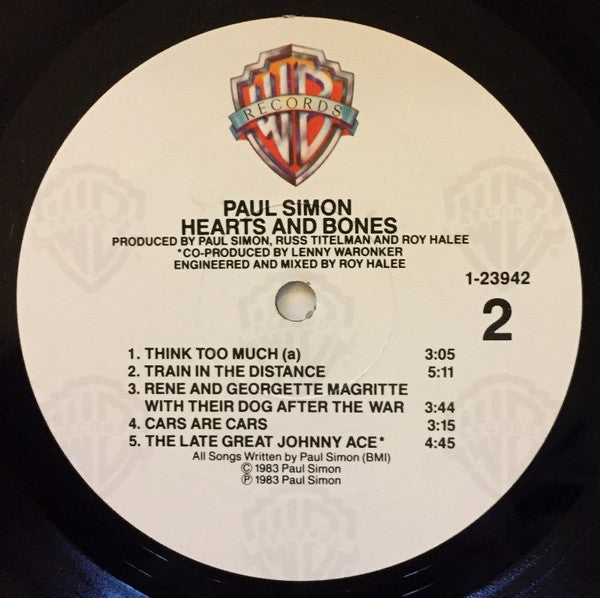 WB
RECORDS
PAUL SIMON
HEARTS AND BONES
PRODUCED BY PAUL SIMON, RUSS TITELMAN AND ROY HALEE
*CO-PRODUCED BY LENNY WARONKER
ENGINEERED AND MIXED BY ROY HALEE
1-23942
2
1. THINK TOO MUCH (a) 3:05
2. TRAIN IN THE DISTANCE 5:11
3. RENE AND GEORGETTE MAGRITTE
WITH THEIR DOG AFTER THE WAR 3:44
4. CARS ARE CARS 3:15
5. THE LATE GREAT JOHNNY ACE* 4:45
All Songs Written by Paul Simon (BMI)
© 1983 Paul Simon
℗ 1983 Paul Simon